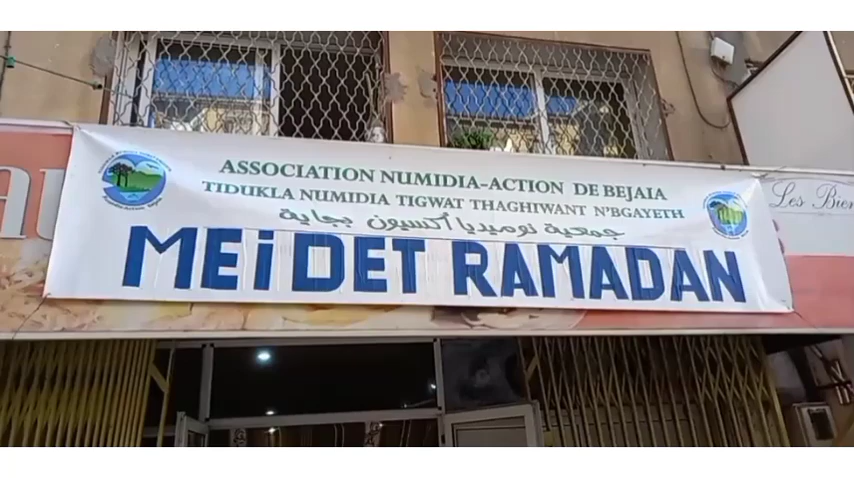 ASSOCIATION NUMIDIA-ACTION DE BEJAIA
TIDUKLA NUMIDIA TIGWAT THAGHIWANT N'BGAYETH
جمعية نوميديا أكسيون بجاية
MEiDET RAMADAN
Les Bien